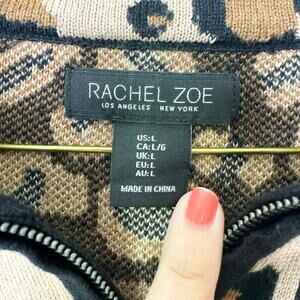 RACHEL ZOE
LOS ANGELES NEW YORK
US:L
CA:L/G
UK:L
EU:L
AU:L
MADE IN CHINA